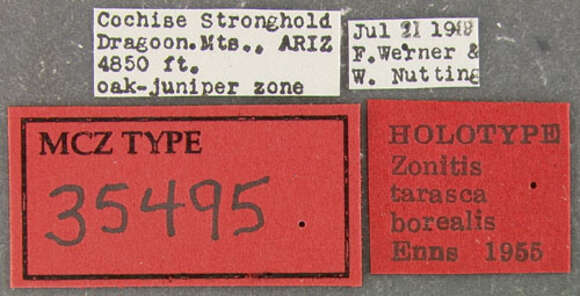 Cochise Stronghold
Dragoon.Mts., ARIZ
4850 ft.
oak-juniper zone
Jul 21
F. Werner &
W. Nutting
MCZ TYPE
35495
HOLOTYPE
Zonitis
tarasca
borealis
Enns 1955